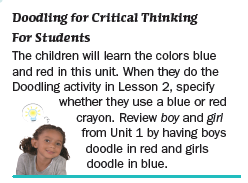 Doodling for Critical Thinking
For Students
The children will learn the colors blue
and red in this unit. When they do the
Doodling activity in Lesson 2, specify
whether they use a blue or red
crayon. Review boy and girl
from Unit 1 by having boys
doodle in red and girls
doodle in blue.